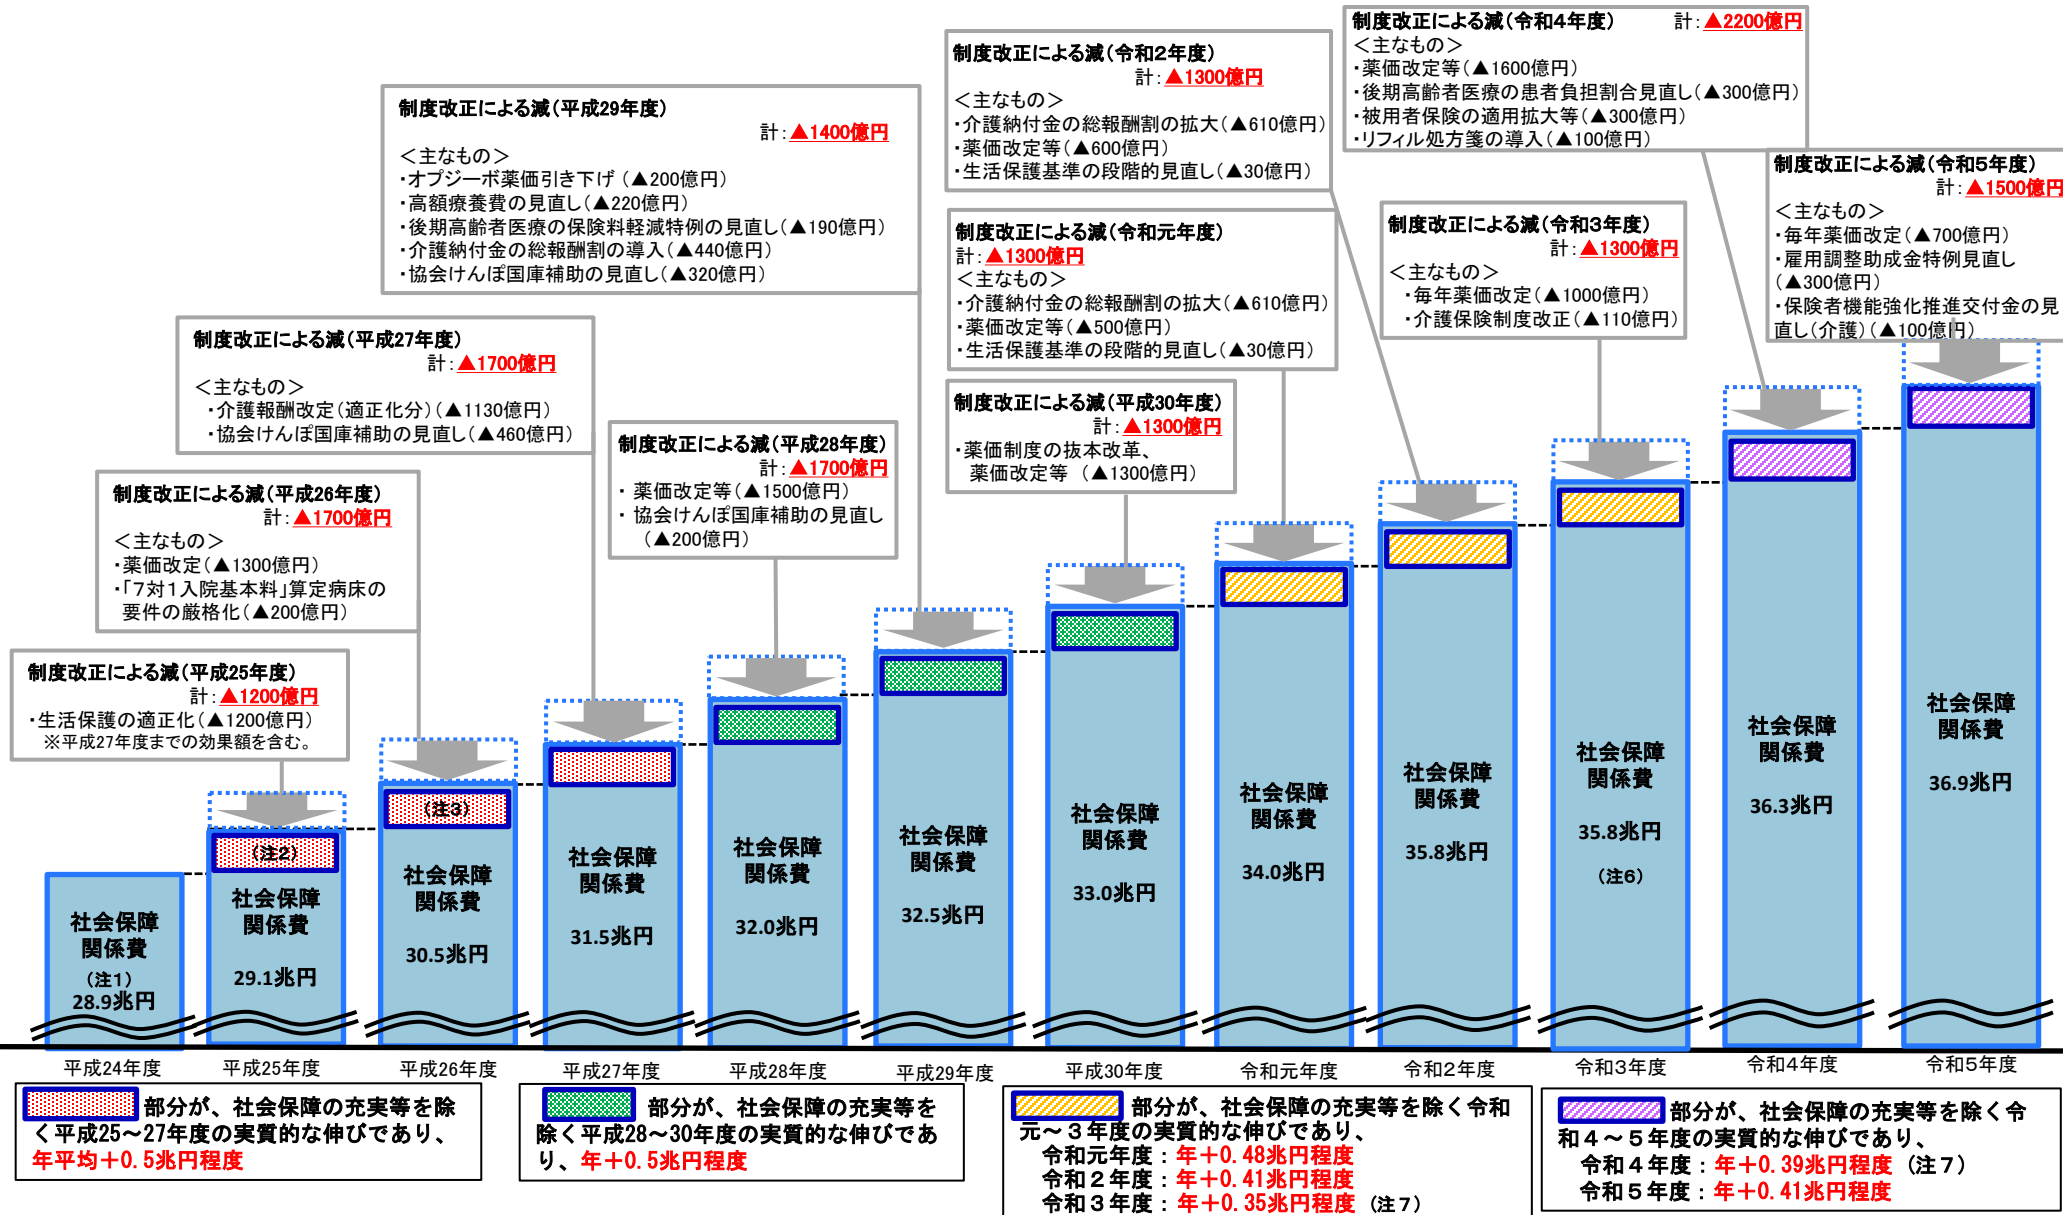 制度改正による減(平成25年度)
計:▲1200億円
・生活保護の適正化(▲1200億円)
※平成27年度までの効果額を含む。
制度改正による減(平成26年度)
計:▲1700億円
＜主なもの＞
・薬価改定(▲1300億円)
・「7対1入院基本料」算定病床の
要件の厳格化(▲200億円)
制度改正による減(平成27年度)
計:▲1700億円
＜主なもの＞
・介護報酬改定(適正化分)(▲1130億円)
・協会けんぽ国庫補助の見直し(▲460億円)
制度改正による減(平成28年度)
計:▲1700億円
・ 薬価改定等(▲1500億円)
・ 協会けんぽ国庫補助の見直し
(▲200億円)
制度改正による減(平成29年度)
計:▲1400億円
＜主なもの＞
・オプジーボ薬価引き下げ (▲200億円)
・高額療養費の見直し(▲220億円)
・後期高齢者医療の保険料軽減特例の見直し(▲190億円)
・介護納付金の総報酬割の導入(▲440億円)
・協会けんぽ国庫補助の見直し(▲320億円)
制度改正による減(平成30年度)
計:▲1300億円
・薬価制度の抜本改革、
薬価改定等 (▲1300億円)
制度改正による減(令和元年度)
計:▲1300億円
＜主なもの＞
・介護納付金の総報酬割の拡大(▲610億円)
・薬価改定等(▲500億円)
・生活保護基準の段階的見直し(▲30億円)
制度改正による減(令和2年度)
計:▲1300億円
＜主なもの＞
・介護納付金の総報酬割の拡大(▲610億円)
・薬価改定等(▲600億円)
・生活保護基準の段階的見直し(▲30億円)
制度改正による減(令和3年度)
計:▲1300億円
＜主なもの＞
・毎年薬価改定(▲1000億円)
・介護保険制度改正(▲110億円)
制度改正による減(令和4年度) 計:▲2200億円
＜主なもの＞
・薬価改定等(▲1600億円)
・後期高齢者医療の患者負担割合見直し(▲300億円)
・被用者保険の適用拡大等(▲300億円)
・リフィル処方箋の導入(▲100億円)
制度改正による減(令和5年度)
計:▲1500億円
＜主なもの＞
・毎年薬価改定(▲700億円)
・雇用調整助成金特例見直し
(▲300億円)
・保険者機能強化推進交付金の見
直し(介護)(▲100億円)
社会保障
関係費
(注1)
28.9兆円
(注2)
社会保障
関係費
29.1兆円
(注3)
社会保障
関係費
30.5兆円
社会保障
関係費
31.5兆円
社会保障
関係費
32.0兆円
社会保障
関係費
32.5兆円
社会保障
関係費
33.0兆円
社会保障
関係費
34.0兆円
社会保障
関係費
35.8兆円
社会保障
関係費
35.8兆円
(注6)
社会保障
関係費
36.3兆円
社会保障
関係費
36.9兆円
平成24年度
平成25年度
平成26年度
平成27年度
平成28年度
平成29年度
平成30年度
令和元年度
令和2年度
令和3年度
令和4年度
令和5年度
部分が、社会保障の充実等を除
く平成25～27年度の実質的な伸びであり、
年平均＋0.5兆円程度
部分が、社会保障の充実等を
除く平成28～30年度の実質的な伸びであ
り、年＋0.5兆円程度
部分が、社会保障の充実等を除く令和
元～3年度の実質的な伸びであり、
令和元年度：年＋0.48兆円程度
令和2年度：年＋0.41兆円程度
令和3年度：年＋0.35兆円程度 (注7)
部分が、社会保障の充実等を除く令
和4～5年度の実質的な伸びであり、
令和4年度：年＋0.39兆円程度 (注7)
令和5年度：年＋0.41兆円程度